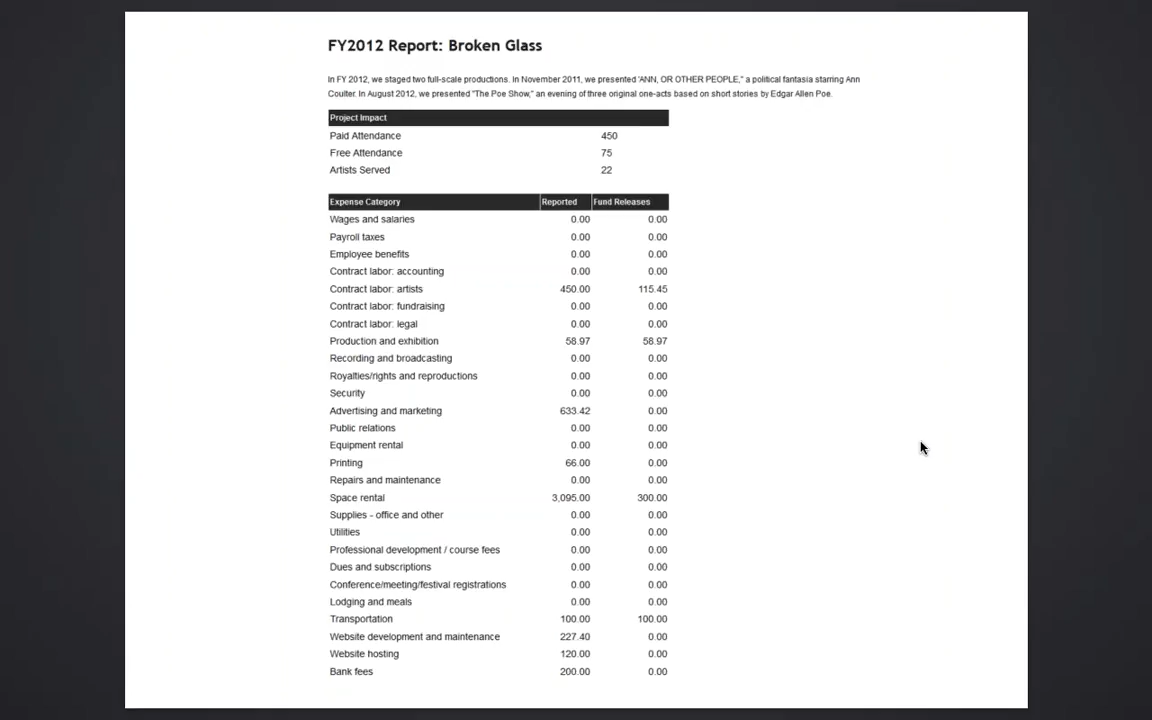 FY2012 Report: Broken Glass
In FY 2012, we staged two full-scale productions. In November 2011, we presented 'ANN, OR OTHER PEOPLE," a political fantasia starring Ann
Coulter. In August 2012, we presented "The Poe Show," an evening of three original one-acts based on short stories by Edgar Allen Poe.
Project Impact
Paid Attendance 450
Free Attendance 75
Artists Served 22
Expense Category Reported Fund Releases
Wages and salaries 0.00 0.00
Payroll taxes 0.00 0.00
Employee benefits 0.00 0.00
Contract labor: accounting 0.00 0.00
Contract labor: artists 450.00 115.45
Contract labor: fundraising 0.00 0.00
Contract labor: legal 0.00 0.00
Production and exhibition 58.97 58.97
Recording and broadcasting 0.00 0.00
Royalties/rights and reproductions 0.00 0.00
Security 0.00 0.00
Advertising and marketing 633.42 0.00
Public relations 0.00 0.00
Equipment rental 0.00 0.00
Printing 66.00 0.00
Repairs and maintenance 0.00 0.00
Space rental 3,095.00 300.00
Supplies - office and other 0.00 0.00
Utilities 0.00 0.00
Professional development / course fees 0.00 0.00
Dues and subscriptions 0.00 0.00
Conference/meeting/festival registrations 0.00 0.00
Lodging and meals 0.00 0.00
Transportation 100.00 100.00
Website development and maintenance 227.40 0.00
Website hosting 120.00 0.00
Bank fees 200.00 0.00